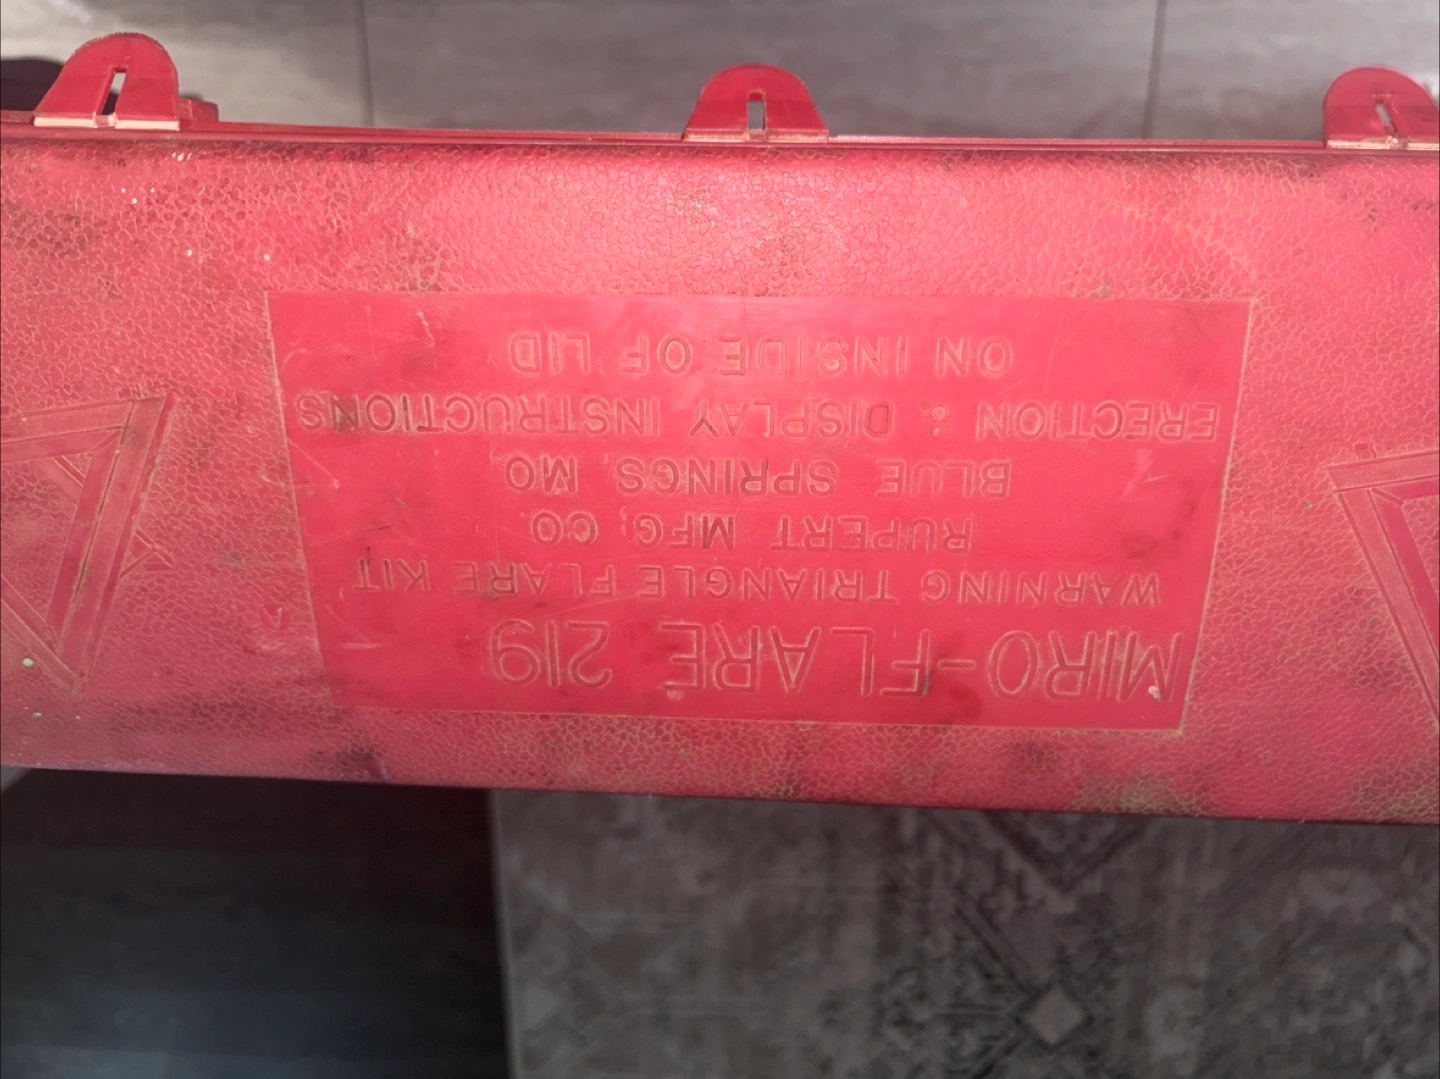 MIRO-FLARE 219
WARNING TRIANGLE FLARE KIT
RUPERT MFG. CO.
BLUE SPRINGS, MO.
ERECTION & DISPLAY INSTRUCTIONS
ON INSIDE OF LID